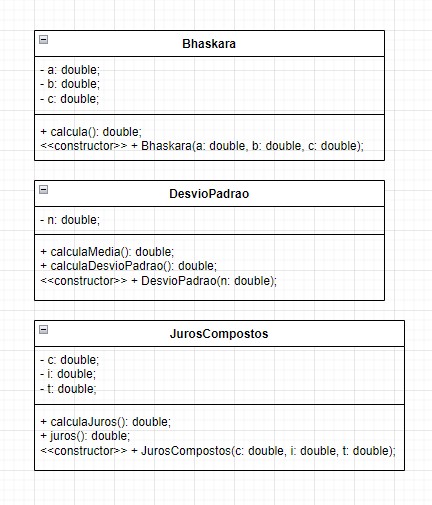 Bhaskara
- a: double;
- b: double;
- c: double;
+ calcula(): double;
<<constructor>> + Bhaskara(a: double, b: double, c: double);
DesvioPadrao
- n: double;
+ calculaMedia(): double;
+ calculaDesvioPadrao(): double;
<<constructor>> + DesvioPadrao(n: double);
JurosCompostos
- c: double;
- i: double;
- t: double;
+ calculaJuros(): double;
+ juros(): double;
<<constructor>> + JurosCompostos(c: double, i: double, t: double);